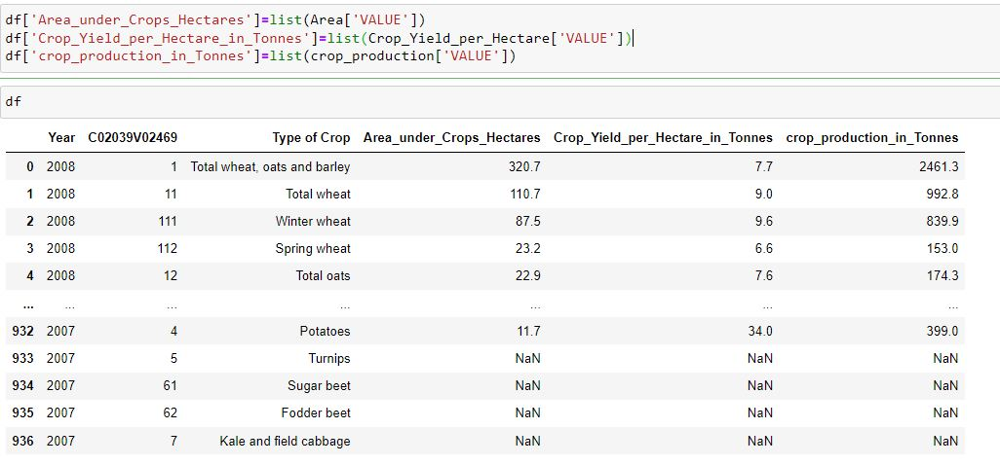 df['Area_under_Crops_Hectares']=list(Area['VALUE'])
df['Crop_Yield_per_Hectare_in_Tonnes']=list(Crop_Yield_per_Hectare['VALUE'])
df['crop_production_in_Tonnes']=list(crop_production['VALUE'])
df
Year C02039V02469 Type of Crop Area_under_Crops_Hectares Crop_Yield_per_Hectare_in_Tonnes crop_production_in_Tonnes
0 2008 1 Total wheat, oats and barley 320.7 7.7 2461.3
1 2008 11 Total wheat 110.7 9.0 992.8
2 2008 111 Winter wheat 87.5 9.6 839.9
3 2008 112 Spring wheat 23.2 6.6 153.0
4 2008 12 Total oats 22.9 7.6 174.3
... ... ... ... ... ... ...
932 2007 4 Potatoes 11.7 34.0 399.0
933 2007 5 Turnips NaN NaN NaN
934 2007 61 Sugar beet NaN NaN NaN
935 2007 62 Fodder beet NaN NaN NaN
936 2007 7 Kale and field cabbage NaN NaN NaN